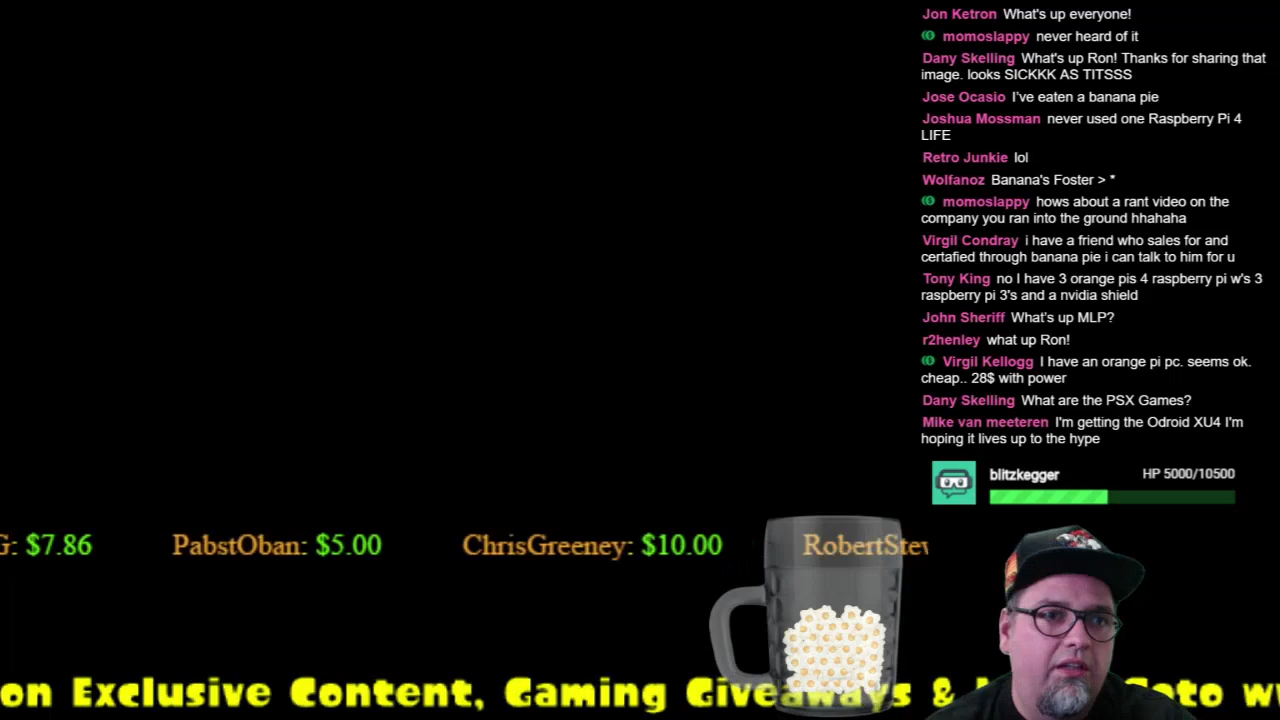 Jon Ketron What's up everyone!
momoslappy never heard of it
Dany Skelling What's up Ron! Thanks for sharing that
image. looks SICKKK AS TITSSS
Jose Ocasio I've eaten a banana pie
Joshua Mossman never used one Raspberry Pi 4
LIFE
Retro Junkie lol
Wolfanoz Banana's Foster > *
momoslappy hows about a rant video on the
company you ran into the ground hhahaha
Virgil Condray i have a friend who sales for and
certafied through banana pie i can talk to him for u
Tony King no I have 3 orange pis 4 raspberry pi w's 3
raspberry pi 3's and a nvidia shield
John Sheriff What's up MLP?
r2henley what up Ron!
Virgil Kellogg I have an orange pi pc. seems ok.
cheap.. 28$ with power
Dany Skelling What are the PSX Games?
Mike van meeteren I'm getting the Odroid XU4 I'm
hoping it lives up to the hype
blitzkegger HP 5000/10500
G: $7.86 PabstOban: $5.00 ChrisGreeney: $10.00 RobertStev
on Exclusive Content, Gaming Giveaways & Goto w